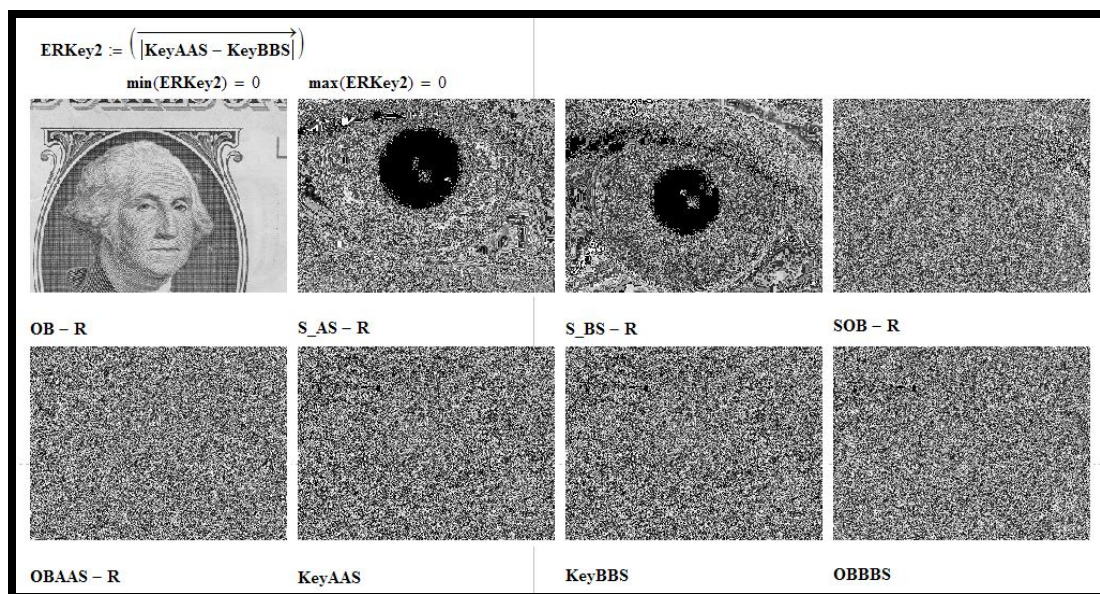 ERKey2 := (|KeyAAS − KeyBBS|)
min(ERKey2) = 0 max(ERKey2) = 0
OB − R S_AS − R S_BS − R SOB − R
OBAAS − R KeyAAS KeyBBS OBBBS